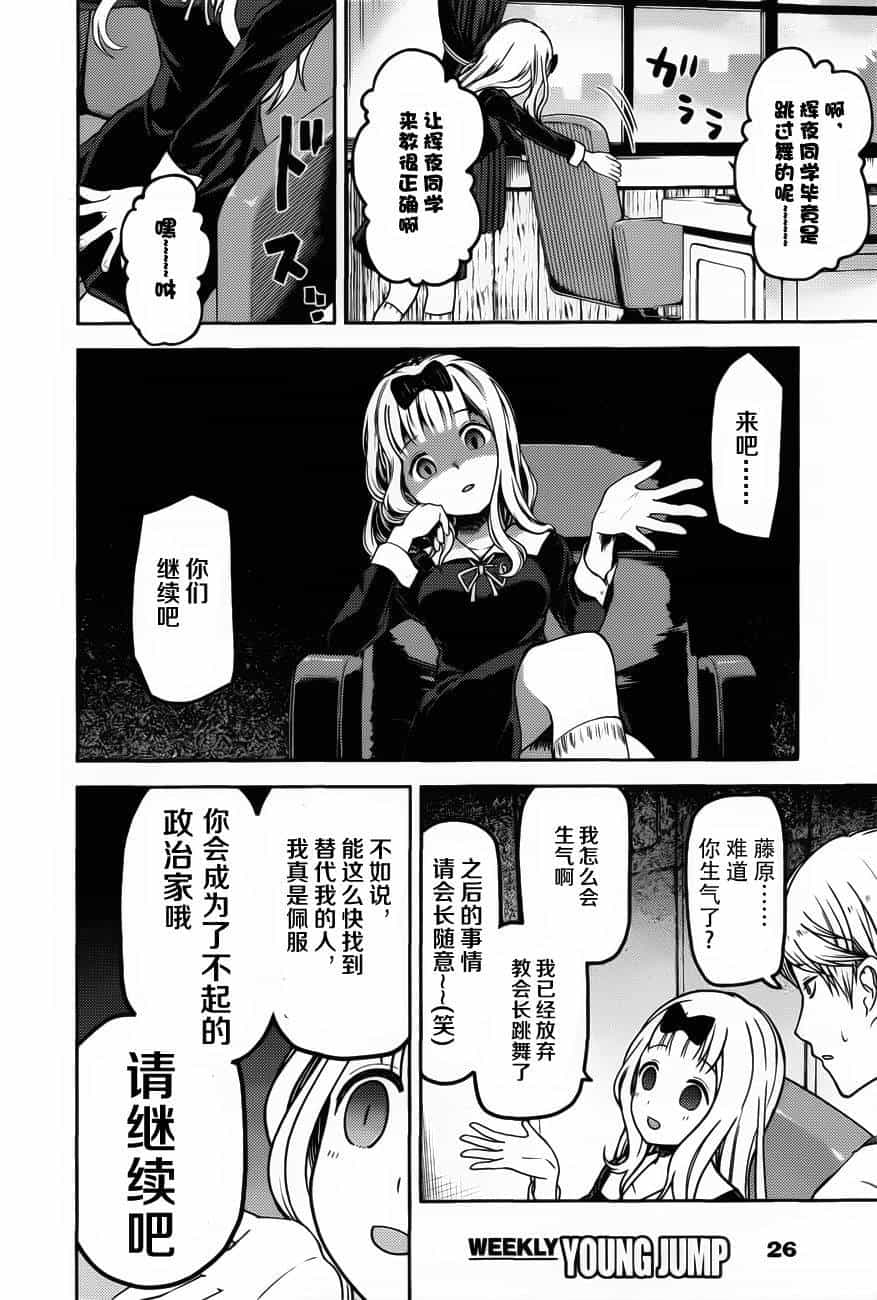 啊，
辉夜同学毕竟是
跳过舞的呢~~~~~
ガラ
让辉夜同学
来教很正确啊
ドスッ
嘿~~~~~咻
来吧……
你们
继续吧
藤原……
难道
你生气了？
我怎么会
生气啊
我已经放弃
教会长跳舞了
之后的事情
请会长随意~~(笑)
不如说，
能这么快找到
替代我的人，
我真是佩服
你会成为了不起的
政治家哦
请继续吧
WEEKLY YOUNG JUMP 26